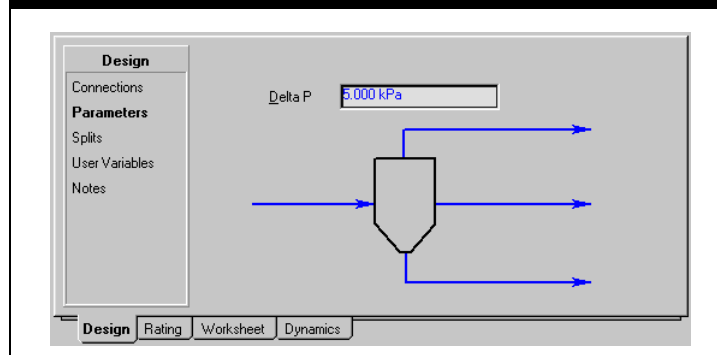 Design
Connections
Parameters
Splits
User Variables
Notes
Delta P 5.000 kPa
Design Rating Worksheet Dynamics